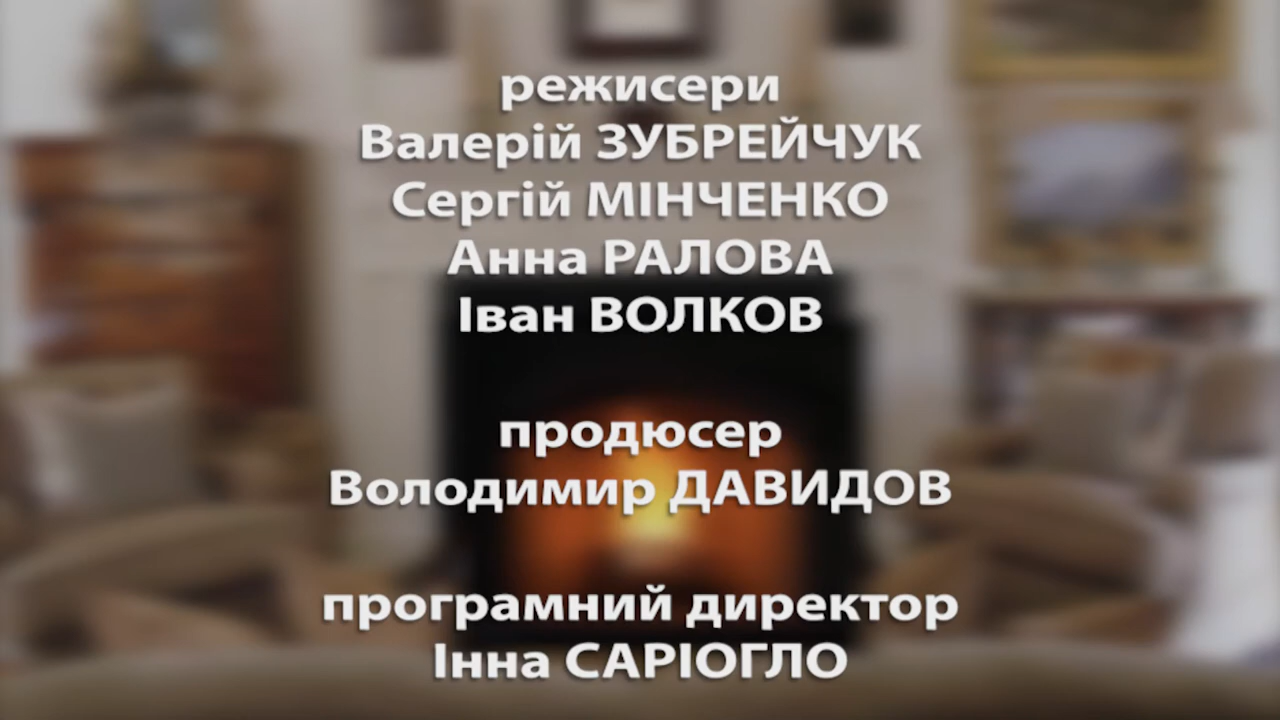 режисери
Валерій ЗУБРЕЙЧУК
Сергій МІНЧЕНКО
Анна РАЛОВА
Іван ВОЛКОВ
продюсер
Володимир ДАВИДОВ
програмний директор
Інна САРІОГЛО